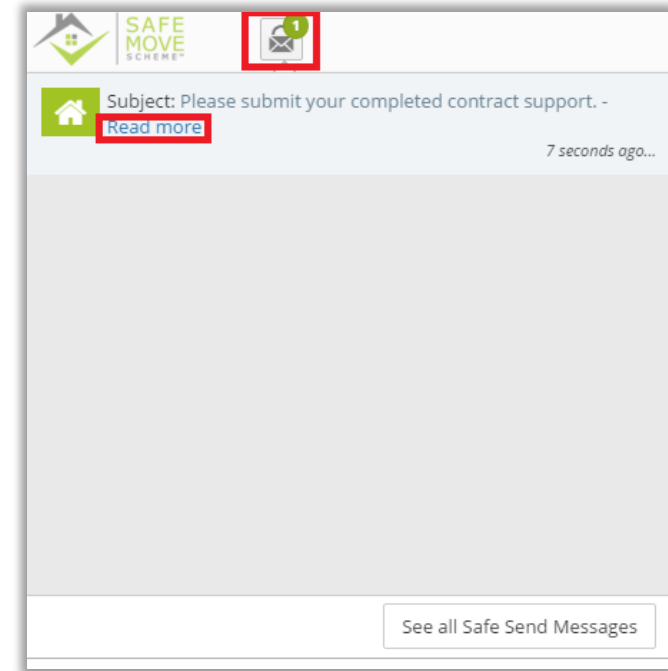 SAFE
MOVE
SCHEME™
1
Subject: Please submit your completed contract support. -
Read more
7 seconds ago...
See all Safe Send Messages